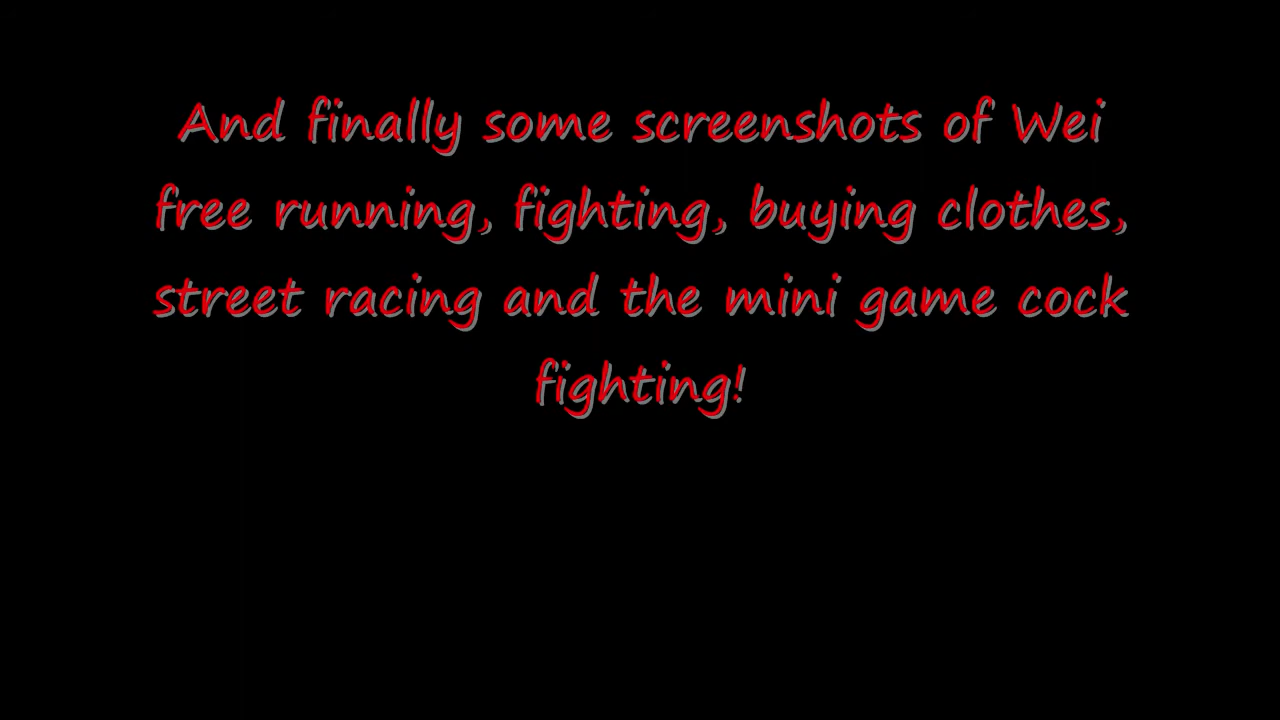 And finally some screenshots of Wei
free running, fighting, buying clothes,
street racing and the mini game cock
fighting!